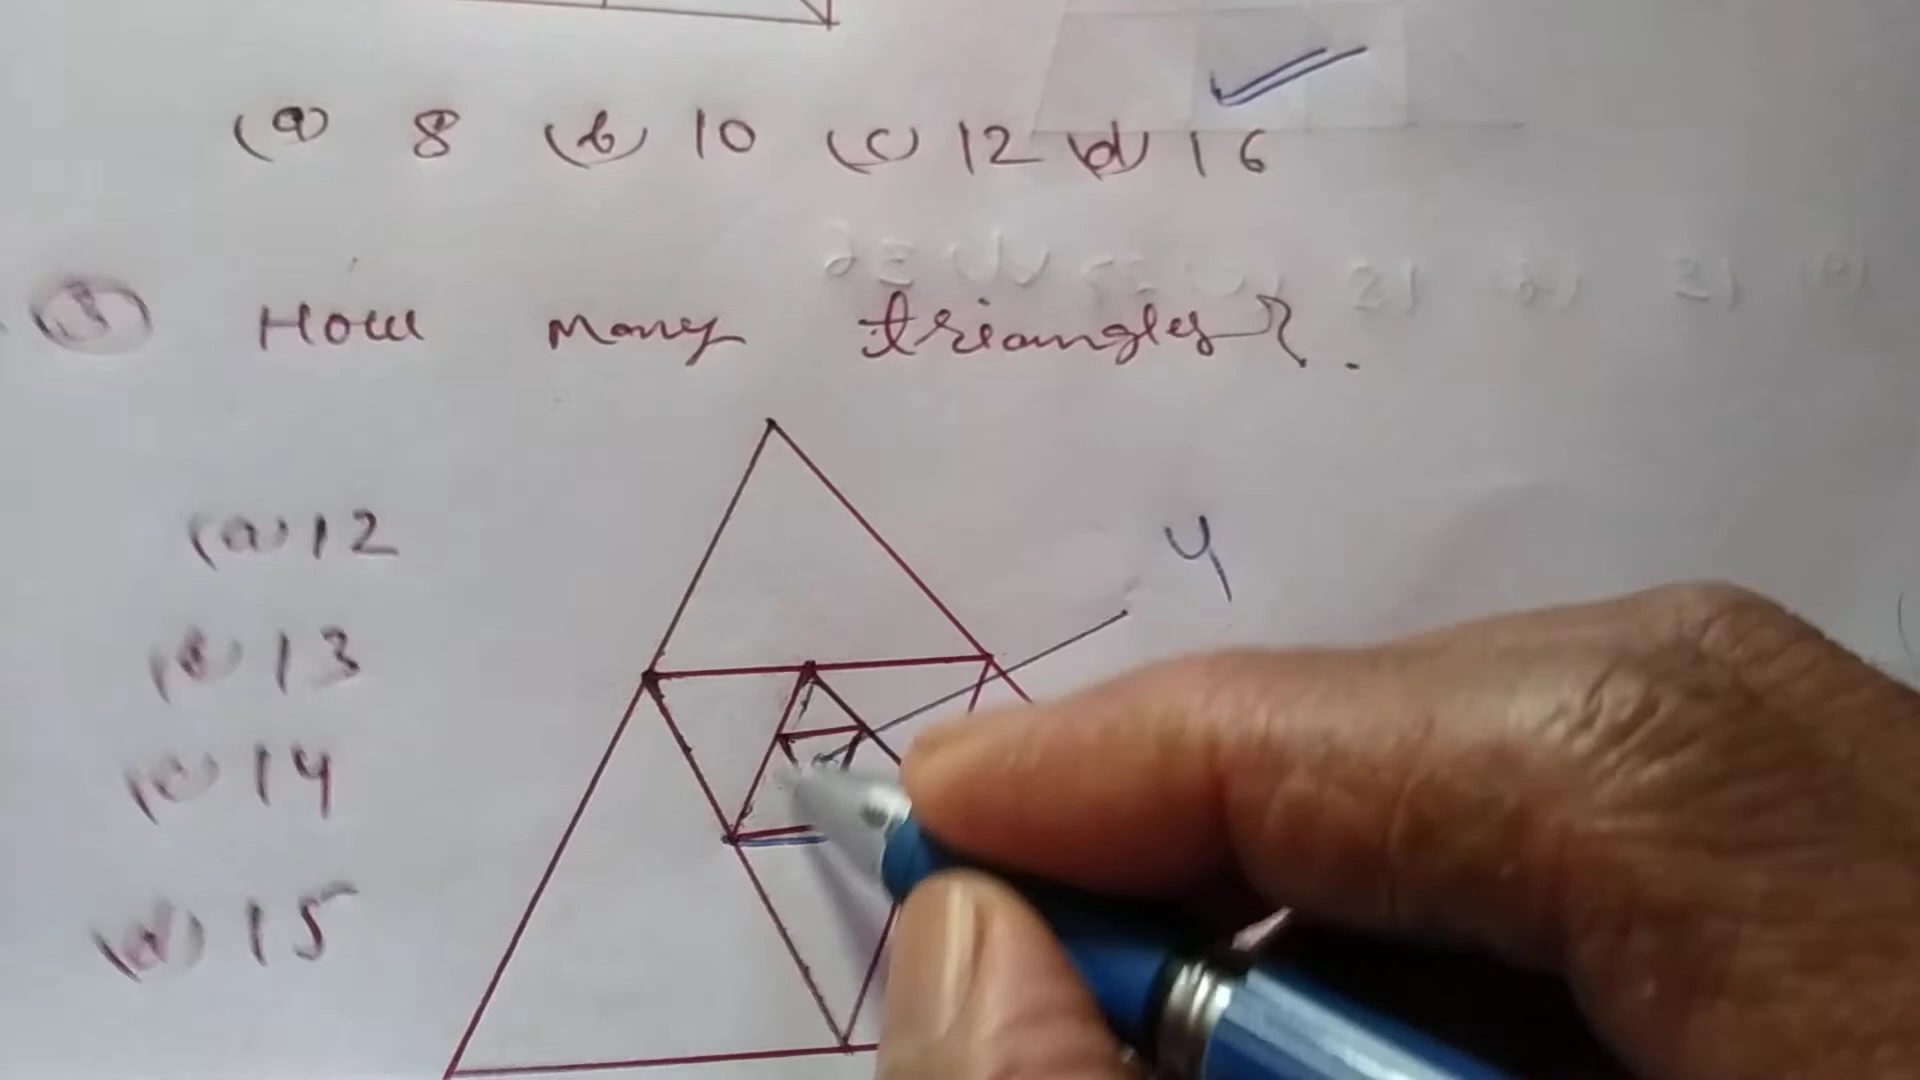 (a) 8 (b) 10 (c) 12 (d) 16
(3) How many triangles?
(a) 12
(b) 13
(c) 14
(d) 15
4